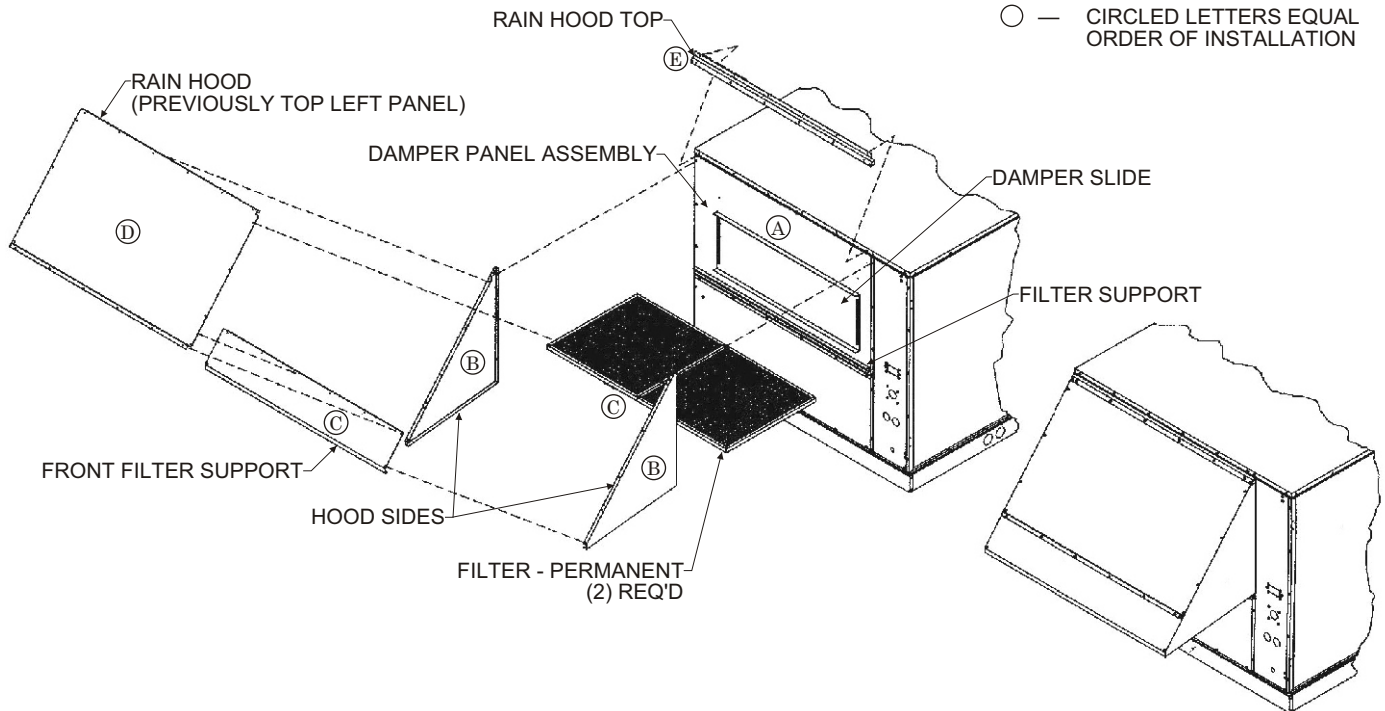 RAIN HOOD TOP
○ — CIRCLED LETTERS EQUAL
ORDER OF INSTALLATION
E
RAIN HOOD
(PREVIOUSLY TOP LEFT PANEL)
DAMPER PANEL ASSEMBLY
DAMPER SLIDE
A
D
FILTER SUPPORT
B
C
C
FRONT FILTER SUPPORT
B
HOOD SIDES
FILTER - PERMANENT
(2) REQ'D